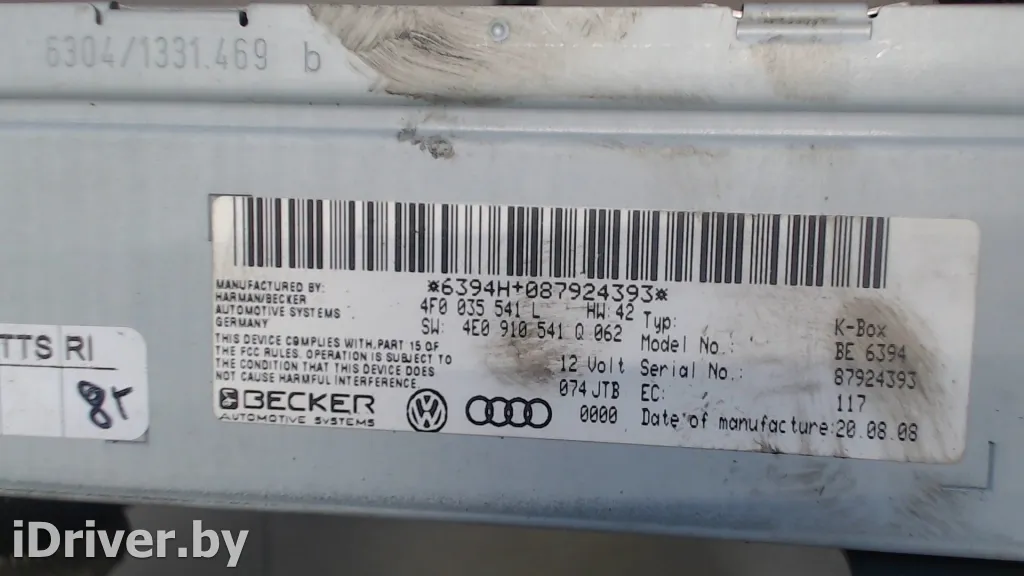 6304/1331.469 b
*6394H+087924393*
MANUFACTURED BY:
HARMAN/BECKER
AUTOMOTIVE SYSTEMS
GERMANY
4F0 035 541 L HW: 42
SW: 4E0 910 541 Q 062
THIS DEVICE COMPLIES WITH.PART 15 OF
THE FCC RULES. OPERATION IS SUBJECT TO
THE CONDITION THAT THIS DEVICE DOES
NOT CAUSE HARMFUL INTERFERENCE.
12 Volt
074 JTB
0000
Typ: K-Box
Model No.: BE 6394
Serial No.: 87924393
EC: 117
Date of manufacture: 20.08.08
BECKER
AUTOMOTIVE SYSTEMS
TTS RI
85
iDriver.by